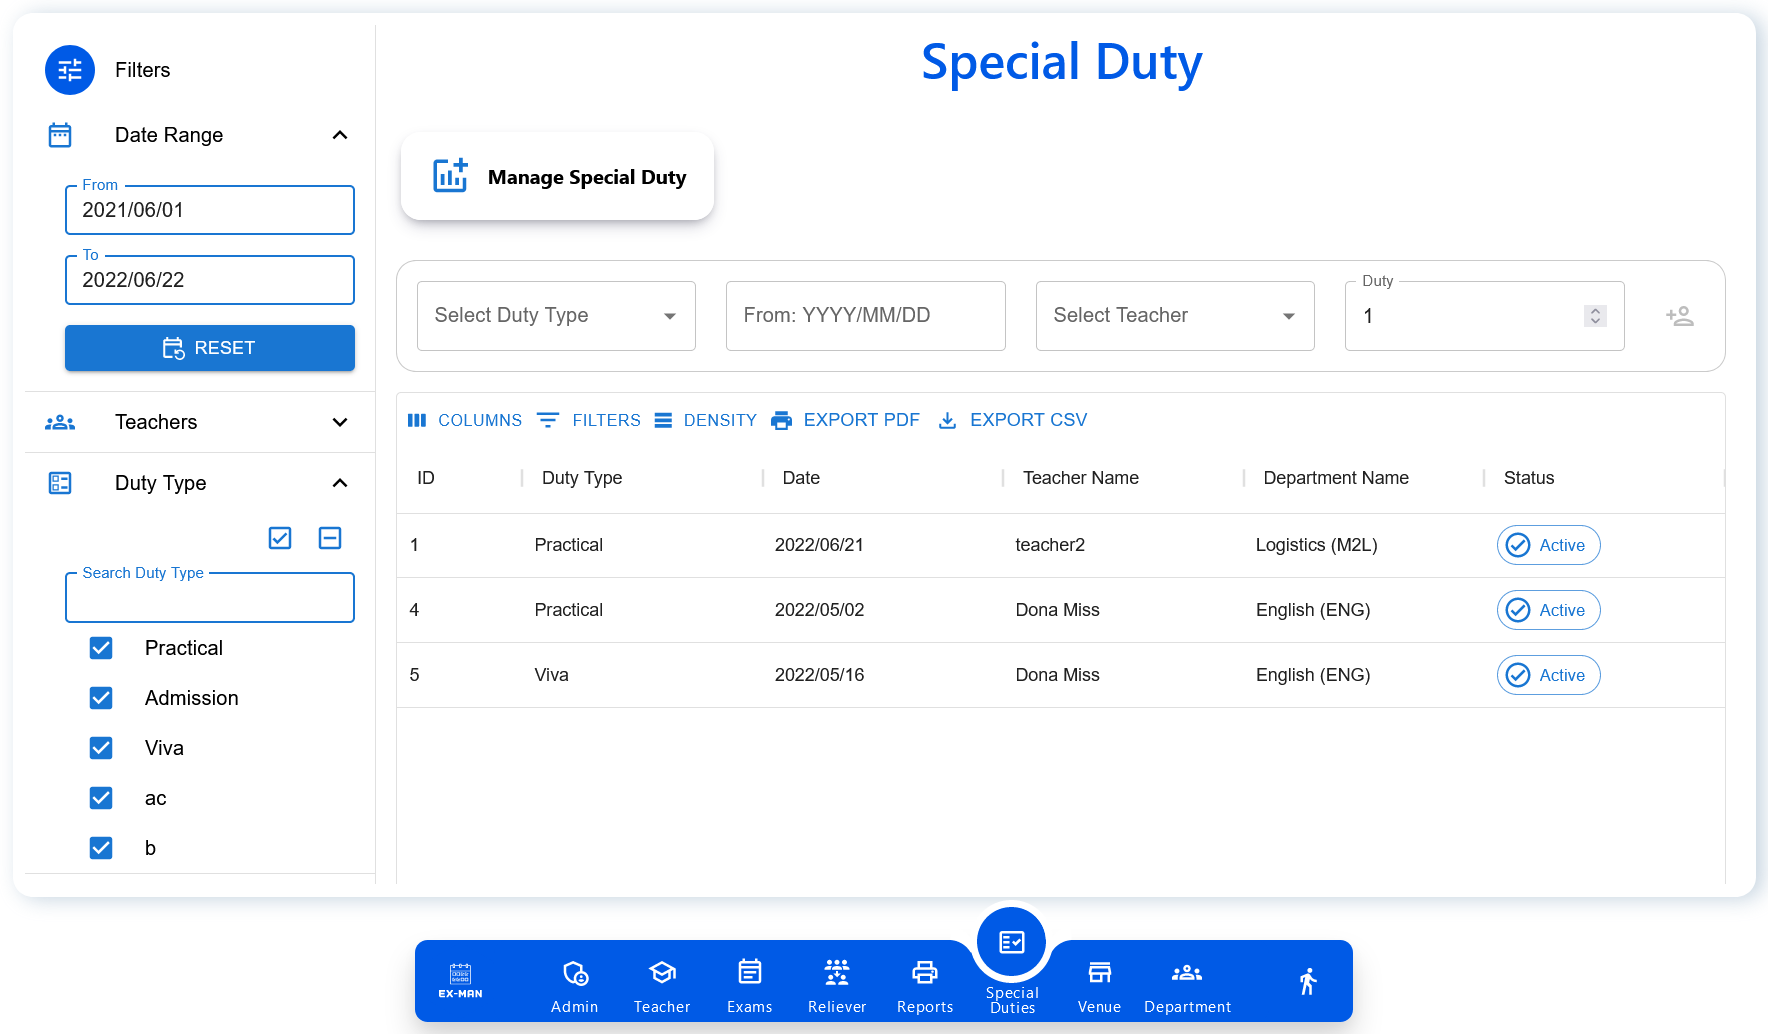 Filters
Date Range
From
2021/06/01
To
2022/06/22
RESET
Teachers
Duty Type
Search Duty Type
Practical
Admission
Viva
ac
b
Special Duty
Manage Special Duty
Select Duty Type
From: YYYY/MM/DD
Select Teacher
Duty
1
COLUMNS FILTERS DENSITY EXPORT PDF EXPORT CSV
ID Duty Type Date Teacher Name Department Name Status
1 Practical 2022/06/21 teacher2 Logistics (M2L) Active
4 Practical 2022/05/02 Dona Miss English (ENG) Active
5 Viva 2022/05/16 Dona Miss English (ENG) Active
EX-MAN
Admin
Teacher
Exams
Reliever
Reports
Special
Duties
Venue
Department